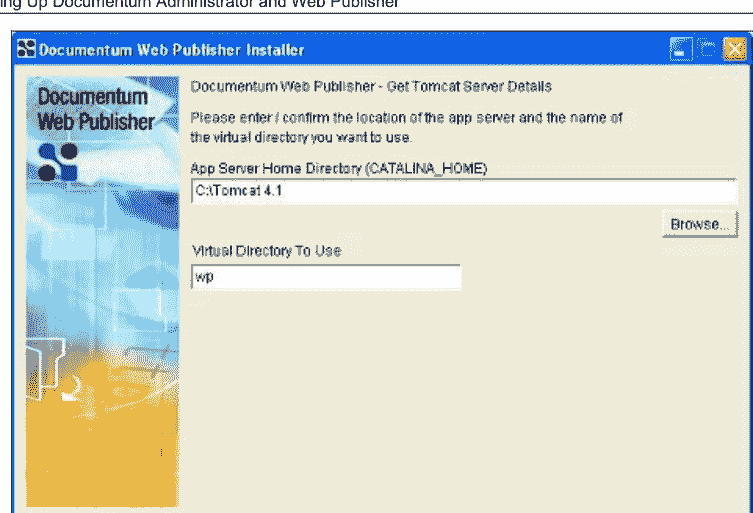 ing Up Documentum Administrator and Web Publisher
Documentum Web Publisher Installer
Documentum
Web Publisher
Documentum Web Publisher - Get Tomcat Server Details
Please enter / confirm the location of the app server and the name of
the virtual directory you want to use.
App Server Home Directory (CATALINA_HOME)
C:\Tomcat 4.1
Browse...
Virtual Directory To Use
wp